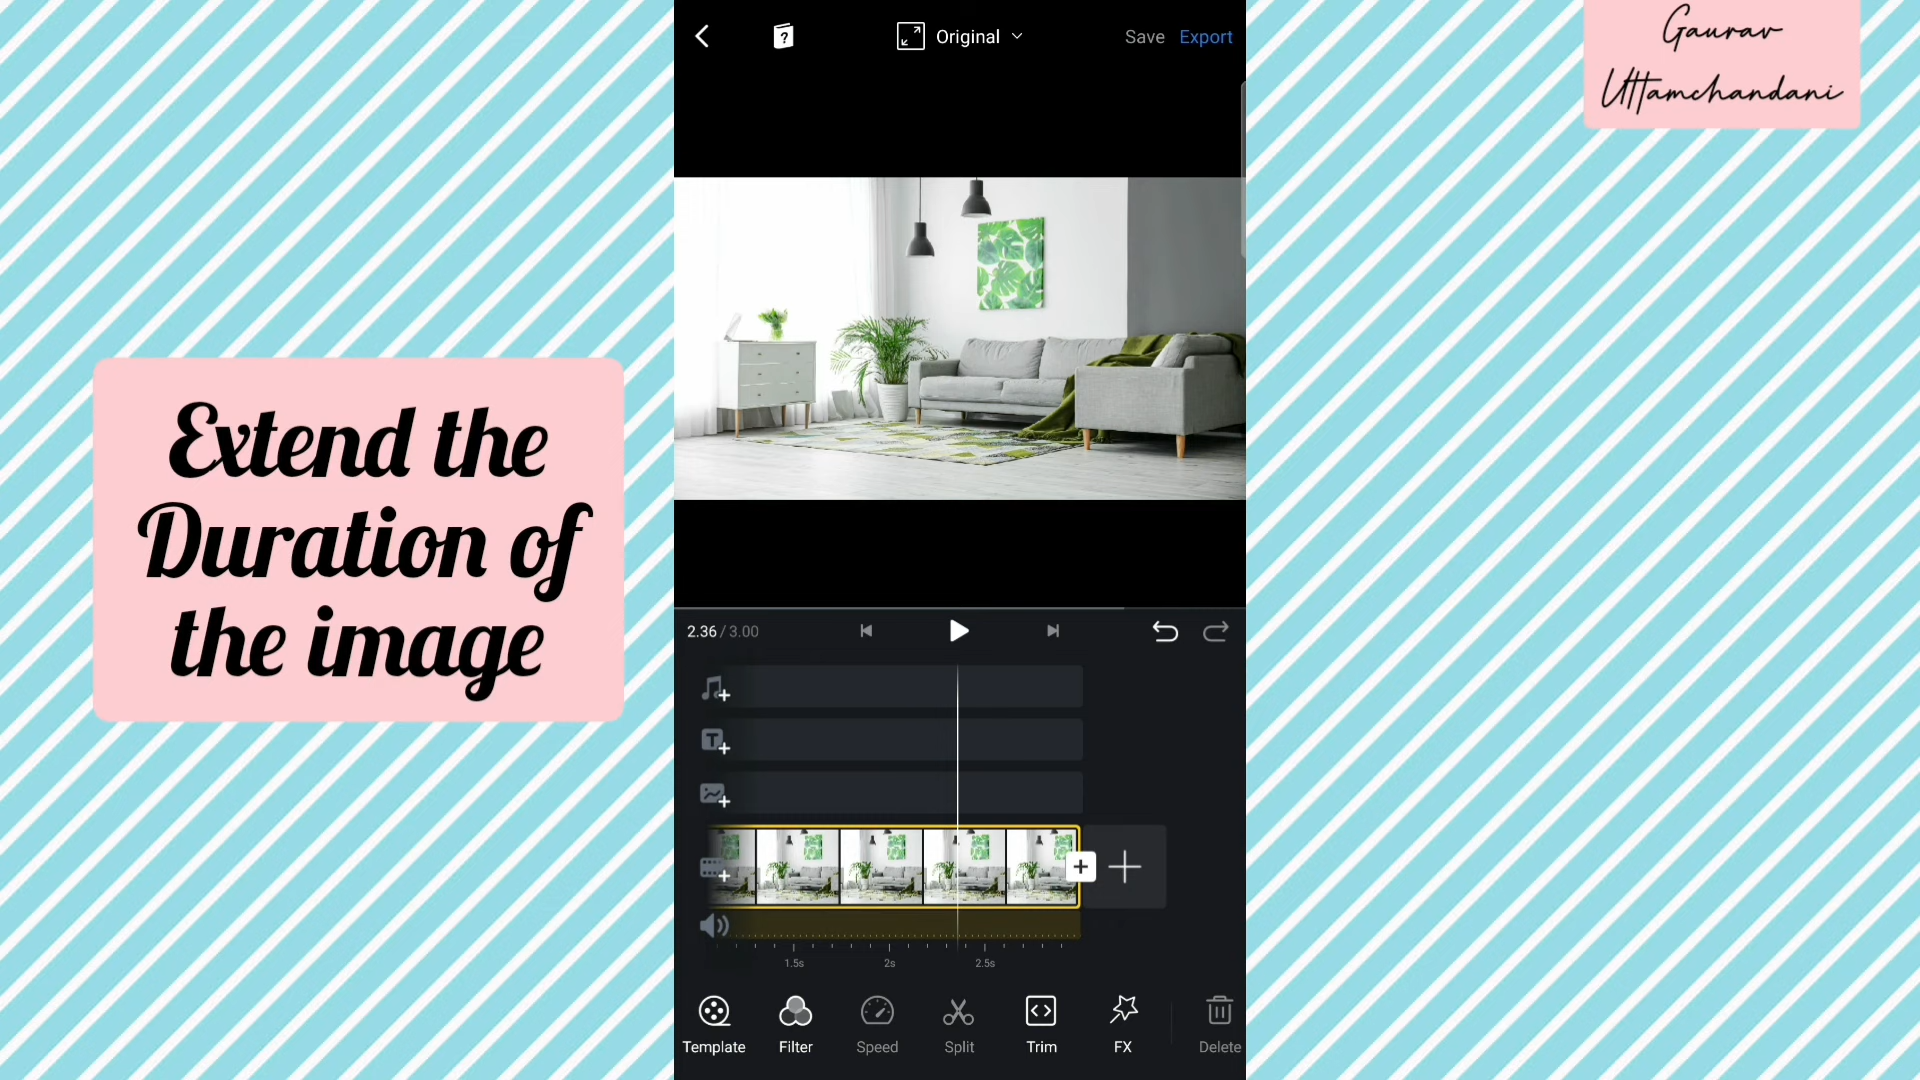 Gaurav
Uttamchandani
Original
Save Export
Extend the
Duration of
the image
2.36 / 3.00
1.5s 2s 2.5s
Template Filter Speed Split Trim FX Delete